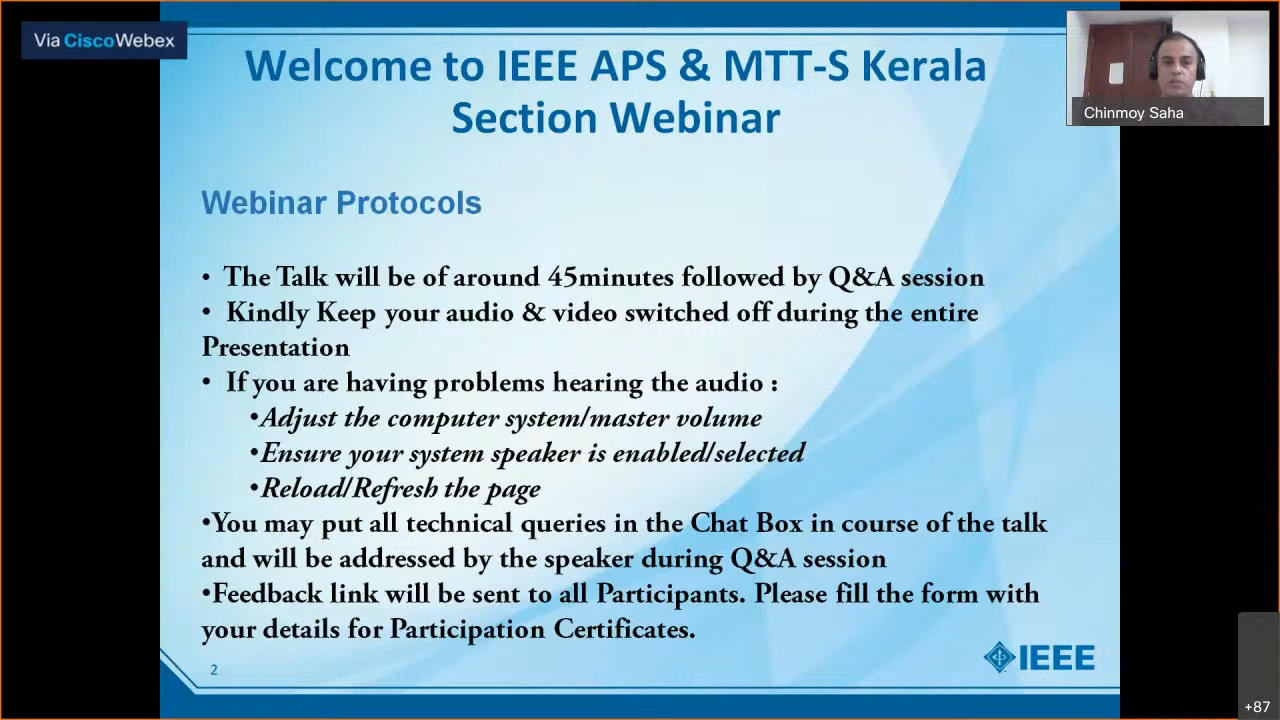 Via CiscoWebex
Welcome to IEEE APS & MTT-S Kerala
Section Webinar
Chinmoy Saha
Webinar Protocols
• The Talk will be of around 45minutes followed by Q&A session
• Kindly Keep your audio & video switched off during the entire
Presentation
• If you are having problems hearing the audio :
•Adjust the computer system/master volume
•Ensure your system speaker is enabled/selected
•Reload/Refresh the page
•You may put all technical queries in the Chat Box in course of the talk
and will be addressed by the speaker during Q&A session
•Feedback link will be sent to all Participants. Please fill the form with
your details for Participation Certificates.
2
IEEE
+87